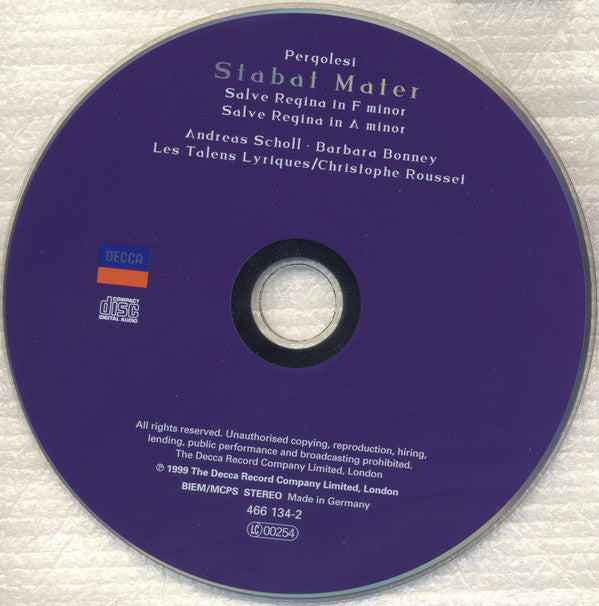 Pergolesi
Stabat Mater
Salve Regina in F minor
Salve Regina in A minor
Andreas Scholl · Barbara Bonney
Les Talens Lyriques/Christophe Rousset
DECCA
COMPACT
disc
DIGITAL AUDIO
All rights reserved. Unauthorised copying, reproduction, hiring,
lending, public performance and broadcasting prohibited.
The Decca Record Company Limited, London
℗ 1999 The Decca Record Company Limited, London
BIEM/MCPS STEREO Made in Germany
466 134-2
LC 00254